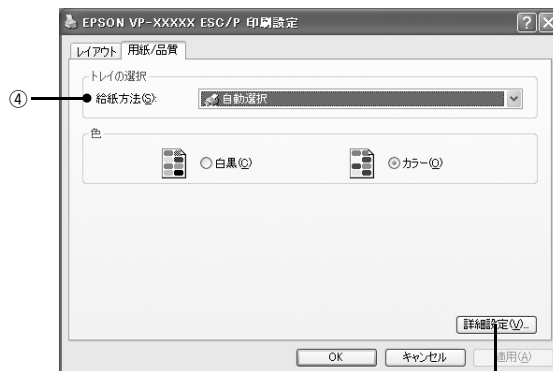 EPSON VP-XXXXX ESC/P 印刷設定
レイアウト 用紙/品質
トレイの選択
④ 給紙方法(S): 自動選択
色
白黒(C) カラー(O)
詳細設定(V)...
OK キャンセル 適用(A)